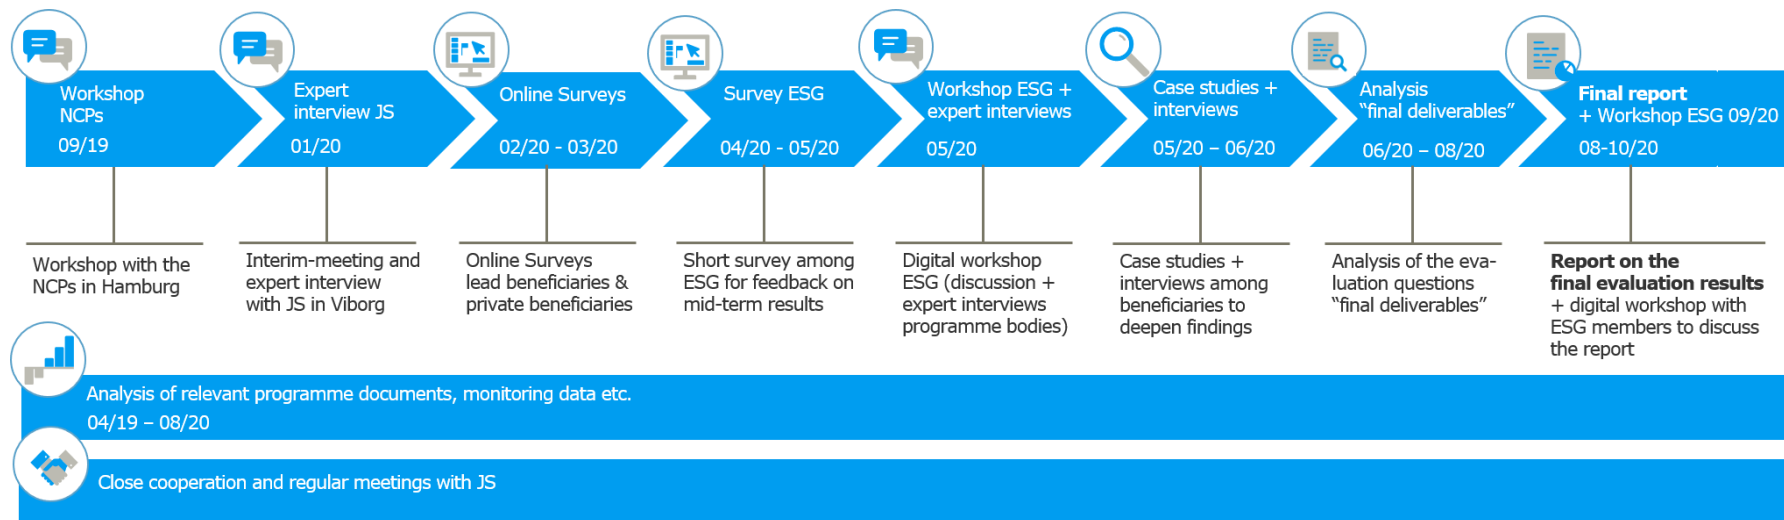 Workshop
NCPs
09/19
Expert
interview JS
01/20
Online Surveys
02/20 - 03/20
Survey ESG
04/20 - 05/20
Workshop ESG +
expert interviews
05/20
Case studies +
interviews
05/20 – 06/20
Analysis
“final deliverables”
06/20 – 08/20
Final report
+ Workshop ESG 09/20
08-10/20
Workshop with the
NCPs in Hamburg
Interim-meeting and
expert interview
with JS in Viborg
Online Surveys
lead beneficiaries &
private beneficiaries
Short survey among
ESG for feedback on
mid-term results
Digital workshop
ESG (discussion +
expert interviews
programme bodies)
Case studies +
interviews among
beneficiaries to
deepen findings
Analysis of the eva-
luation questions
“final deliverables”
Report on the
final evaluation results
+ digital workshop with
ESG members to discuss
the report
Analysis of relevant programme documents, monitoring data etc.
04/19 – 08/20
Close cooperation and regular meetings with JS